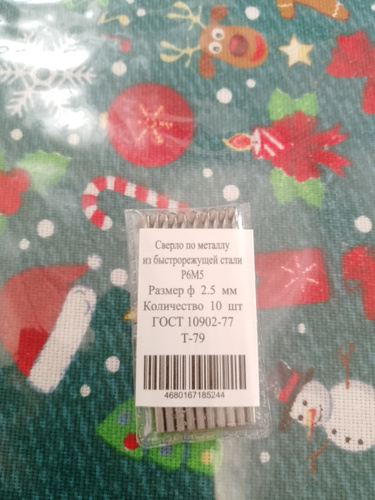 Сверло по металлу
из быстрорежущей стали
Р6М5
Размер ф 2.5 мм
Количество 10 шт
ГОСТ 10902-77
Т-79
4680167185244